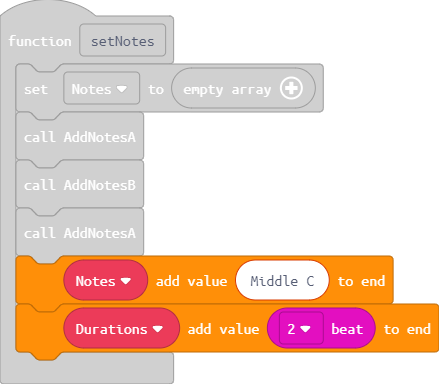 function setNotes
set Notes to empty array
call AddNotesA
call AddNotesB
call AddNotesA
Notes add value Middle C to end
Durations add value 2 beat to end